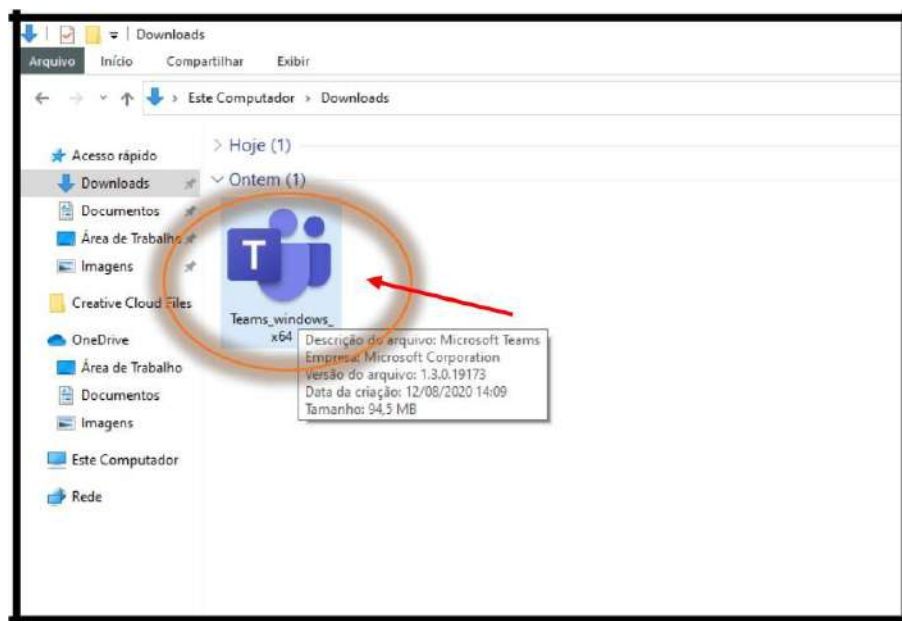 Downloads
Arquivo Início Compartilhar Exibir
Este Computador > Downloads
Acesso rápido
Downloads
Documentos
Área de Trabalho
Imagens
Creative Cloud Files
OneDrive
Área de Trabalho
Documentos
Imagens
Este Computador
Rede
> Hoje (1)
Ontem (1)
T
Teams_windows_
x64
Descrição do arquivo: Microsoft Teams
Empresa: Microsoft Corporation
Versão do arquivo: 1.3.0.19173
Data da criação: 12/08/2020 14:09
Tamanho: 94,5 MB